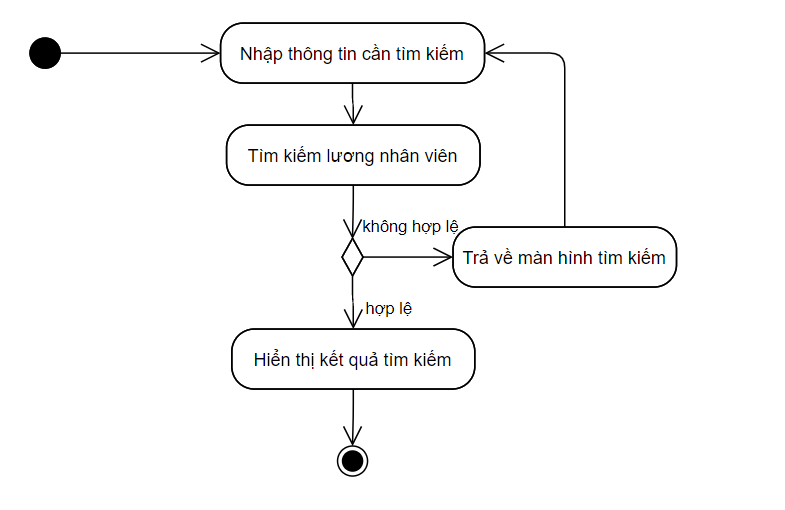 Nhập thông tin cần tìm kiếm
Tìm kiếm lương nhân viên
không hợp lệ
Trả về màn hình tìm kiếm
hợp lệ
Hiển thị kết quả tìm kiếm